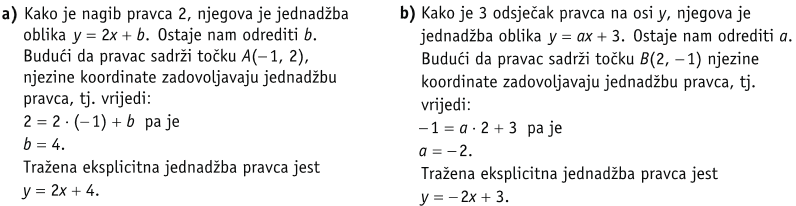 a) Kako je nagib pravca 2, njegova je jednadžba
oblika y = 2x + b. Ostaje nam odrediti b.
Budući da pravac sadrži točku A(−1, 2),
njezine koordinate zadovoljavaju jednadžbu
pravca, tj. vrijedi:
2 = 2 · (−1) + b pa je
b = 4.
Tražena eksplicitna jednadžba pravca jest
y = 2x + 4.
b) Kako je 3 odsječak pravca na osi y, njegova je
jednadžba oblika y = ax + 3. Ostaje nam odrediti a.
Budući da pravac sadrži točku B(2, −1) njezine
koordinate zadovoljavaju jednadžbu pravca, tj.
vrijedi:
−1 = a · 2 + 3 pa je
a = −2.
Tražena eksplicitna jednadžba pravca jest
y = −2x + 3.